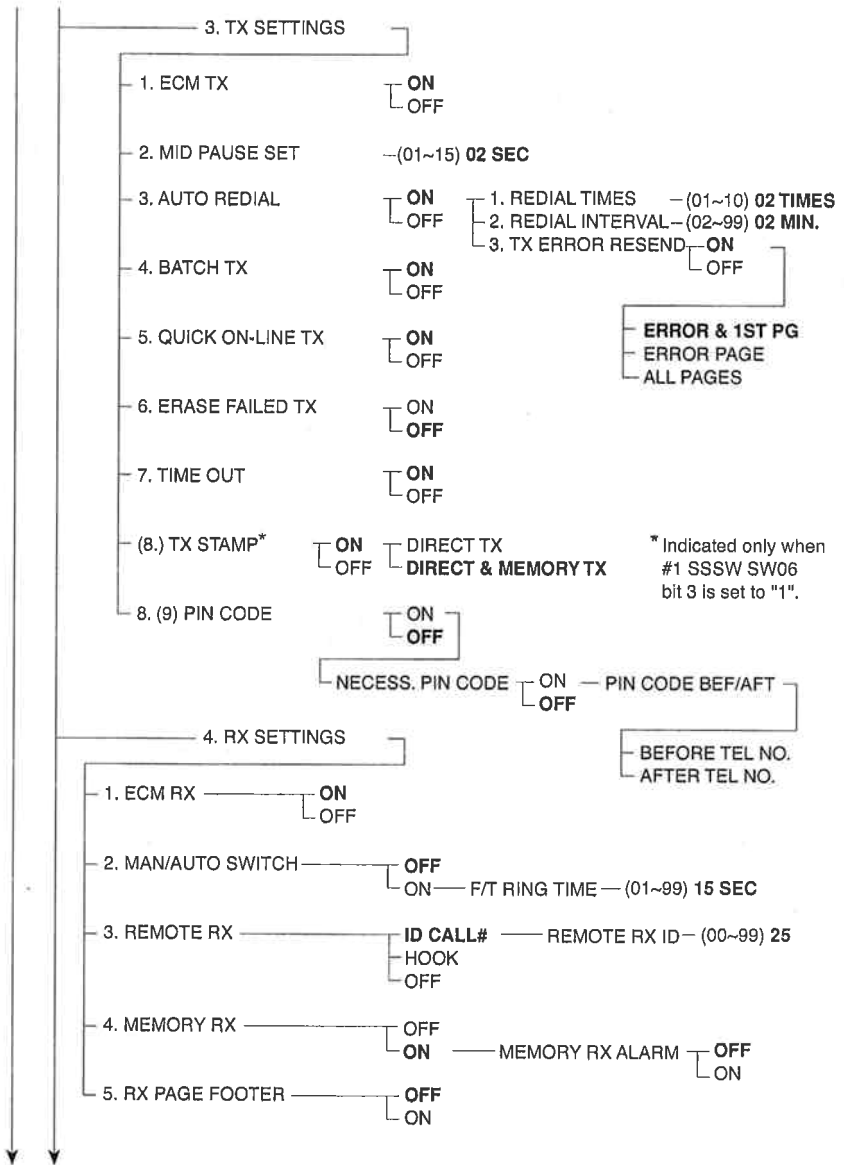 3. TX SETTINGS
1. ECM TX ON
OFF
2. MID PAUSE SET (01~15) 02 SEC
3. AUTO REDIAL ON 1. REDIAL TIMES (01~10) 02 TIMES
OFF 2. REDIAL INTERVAL (02~99) 02 MIN.
3. TX ERROR RESEND ON
OFF
4. BATCH TX ON
OFF
ERROR & 1ST PG
ERROR PAGE
ALL PAGES
5. QUICK ON-LINE TX ON
OFF
6. ERASE FAILED TX ON
OFF
7. TIME OUT ON
OFF
(8.) TX STAMP* ON DIRECT TX
OFF DIRECT & MEMORY TX
* Indicated only when
#1 SSSW SW06
bit 3 is set to "1".
8. (9) PIN CODE ON
OFF
NECESS. PIN CODE ON PIN CODE BEF/AFT
OFF
BEFORE TEL NO.
AFTER TEL NO.
4. RX SETTINGS
1. ECM RX ON
OFF
2. MAN/AUTO SWITCH OFF
ON F/T RING TIME (01~99) 15 SEC
3. REMOTE RX ID CALL# REMOTE RX ID (00~99) 25
HOOK
OFF
4. MEMORY RX OFF
ON MEMORY RX ALARM OFF
ON
5. RX PAGE FOOTER OFF
ON